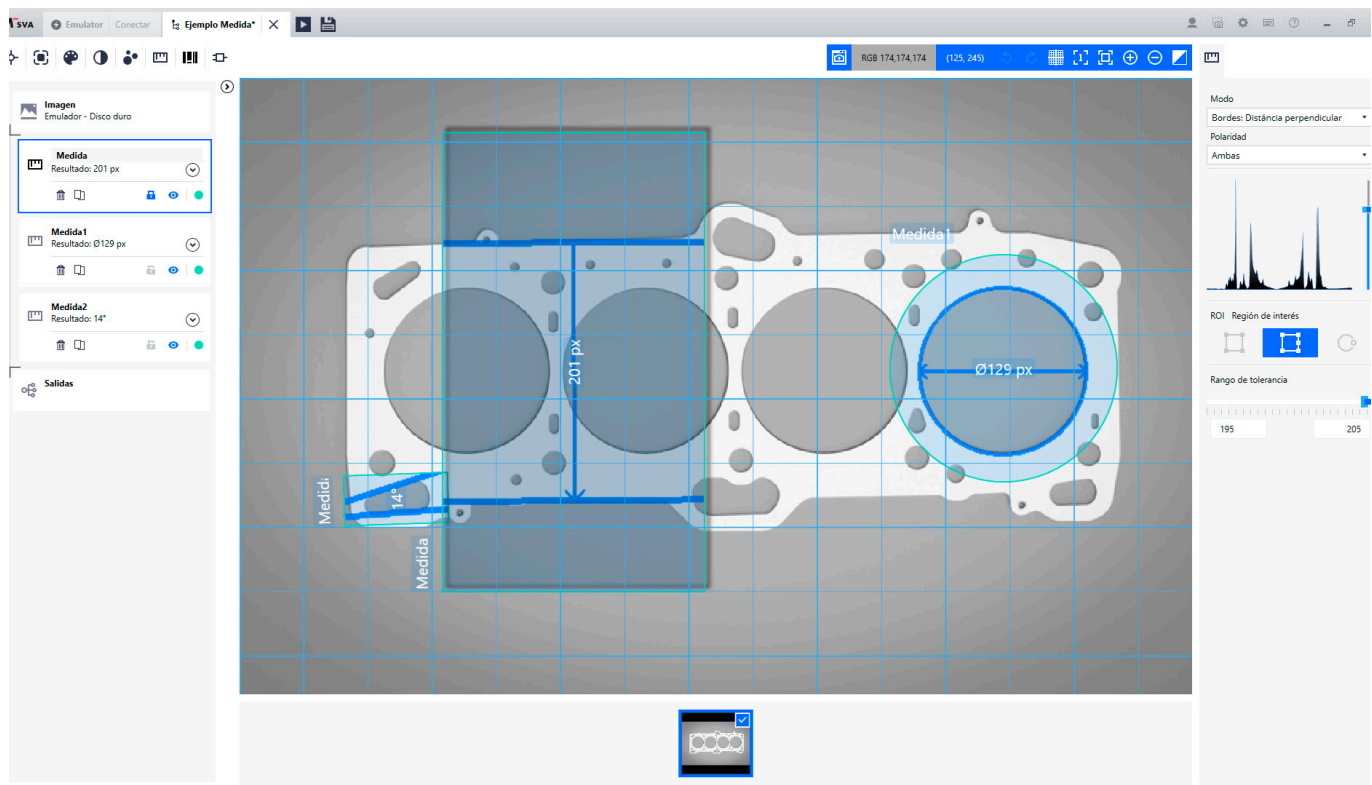 SVA
Emulator
Conectar
Ejemplo Medida*
RGB 174,174,174
(125, 245)
Imagen
Emulador - Disco duro
Medida
Resultado: 201 px
Medida1
Resultado: Ø129 px
Medida2
Resultado: 14°
Salidas
Medida1
201 px
Ø129 px
14°
Medid
Medida
Modo
Bordes: Distáncia perpendicular
Polaridad
Ambas
ROI Región de interés
Rango de tolerancia
195
205